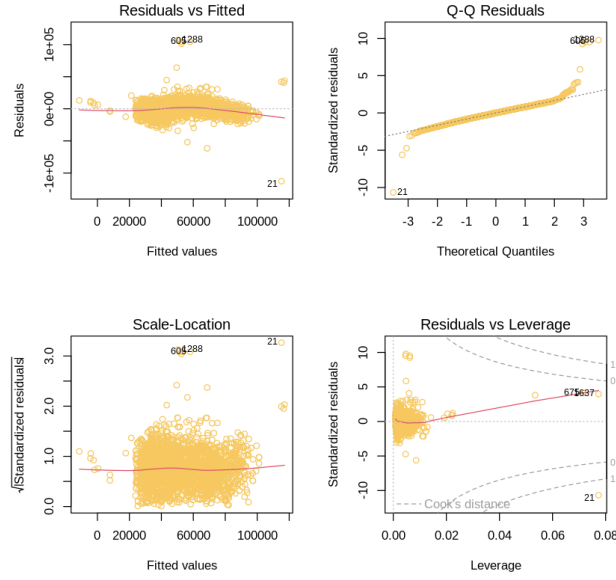 Residuals vs Fitted
Residuals
1e+05
0e+00
-1e+05
1288
21
0 20000 60000 100000
Fitted values
Q-Q Residuals
Standardized residuals
10
5
0
-5
-10
1288
21
-3 -2 -1 0 1 2 3
Theoretical Quantiles
Scale-Location
√|Standardized residuals|
3.0
2.0
1.0
0.0
1288
21
0 20000 60000 100000
Fitted values
Residuals vs Leverage
Standardized residuals
10
5
0
-5
-10
1637
21
Cook's distance
0.00 0.02 0.04 0.06 0.08
Leverage